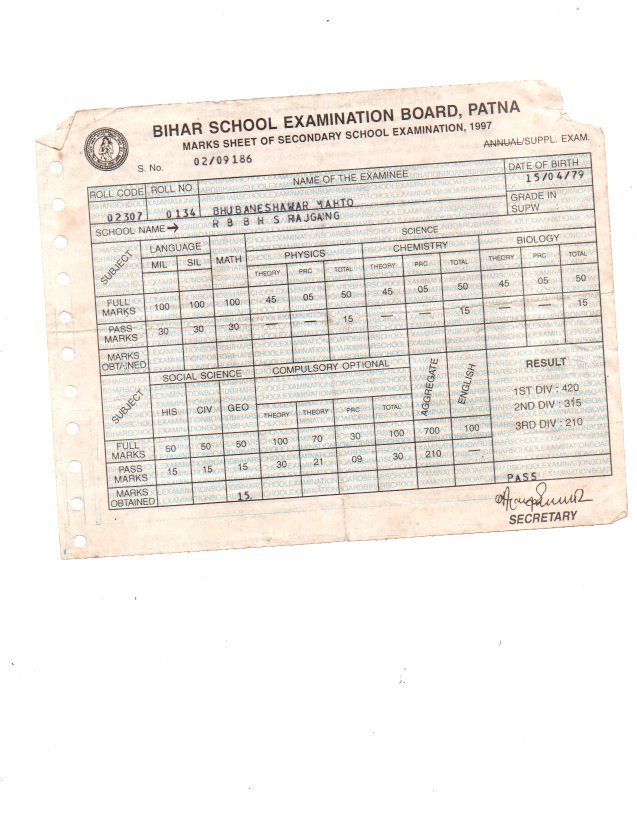 BIHAR SCHOOL EXAMINATION BOARD, PATNA
MARKS SHEET OF SECONDARY SCHOOL EXAMINATION, 1997
ANNUAL/SUPPL. EXAM.
S. No. 02/09186
ROLL CODE ROLL NO NAME OF THE EXAMINEE DATE OF BIRTH
15/04/79
02307 0134 BHUBANESHAWAR MAHTO GRADE IN SUPW
SCHOOL NAME → R B B H S RAJGANG
SUBJECT LANGUAGE MATH SCIENCE
MIL SIL PHYSICS CHEMISTRY BIOLOGY
THEORY PRC TOTAL THEORY PRC TOTAL THEORY PRC TOTAL
FULL MARKS 100 100 100 45 05 50 45 05 50 45 05 50
PASS MARKS 30 30 30 — — 15 — — 15 — — 15
MARKS OBTAINED
SUBJECT SOCIAL SCIENCE COMPULSORY OPTIONAL AGGREGATE ENGLISH RESULT
HIS CIV GEO THEORY THEORY PRC TOTAL
1ST DIV : 420
2ND DIV : 315
3RD DIV : 210
FULL MARKS 50 50 50 100 70 30 100 700 100
PASS MARKS 15 15 15 30 21 09 30 210 —
MARKS OBTAINED 15
PASS
SECRETARY